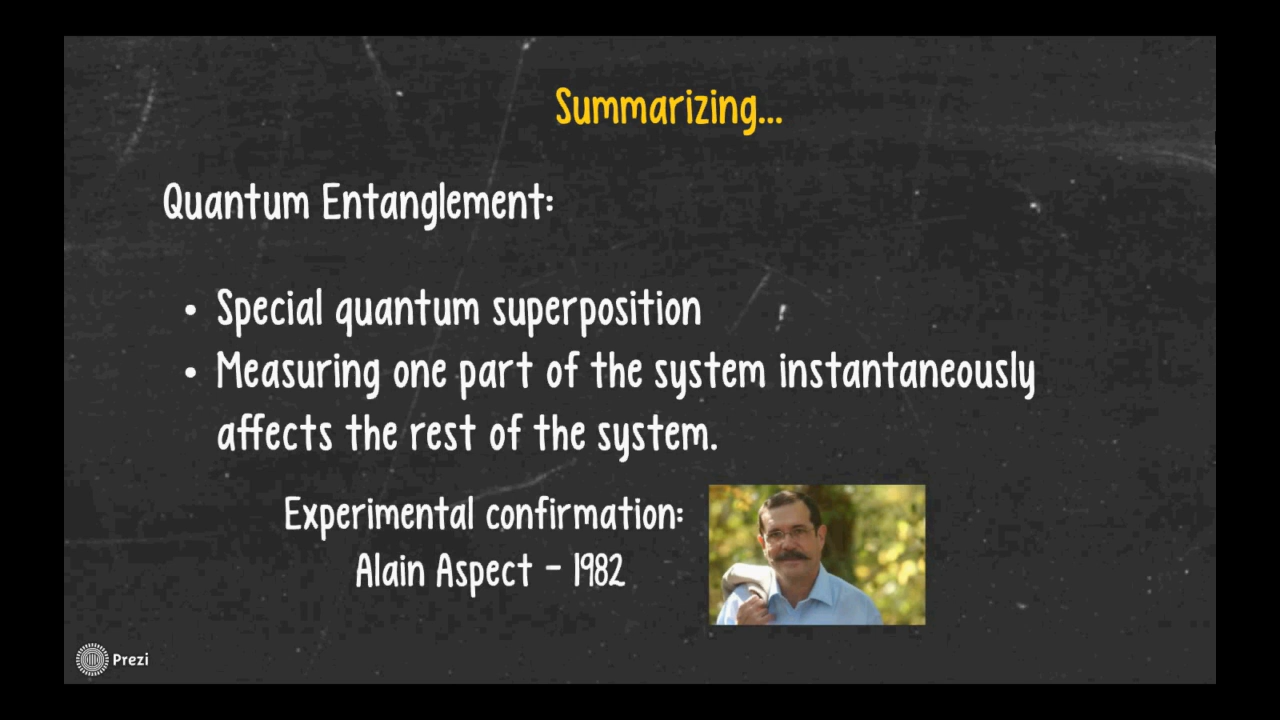 Summarizing...
Quantum Entanglement:
• Special quantum superposition
• Measuring one part of the system instantaneously
affects the rest of the system.
Experimental confirmation:
Alain Aspect - 1982
Prezi